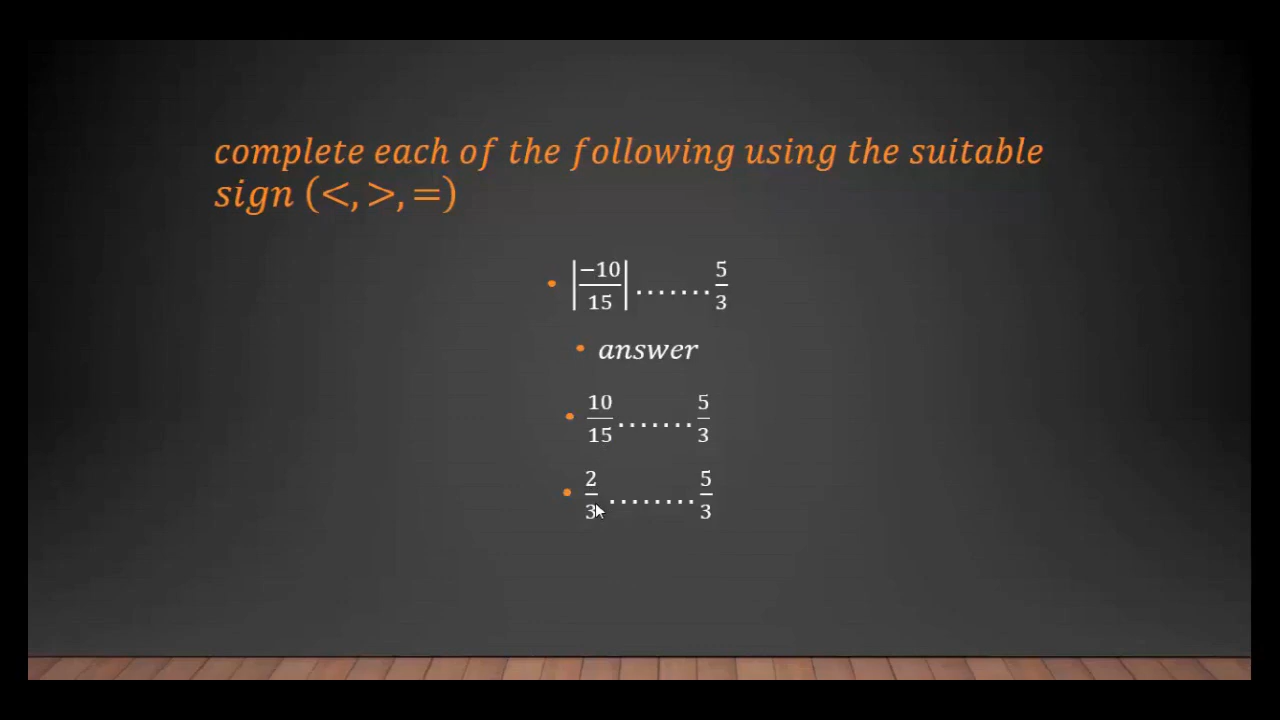 complete each of the following using the suitable
sign (<, >, =)
• |−10/15| ....... 5/3
• answer
• 10/15 ....... 5/3
• 2/3 ........ 5/3